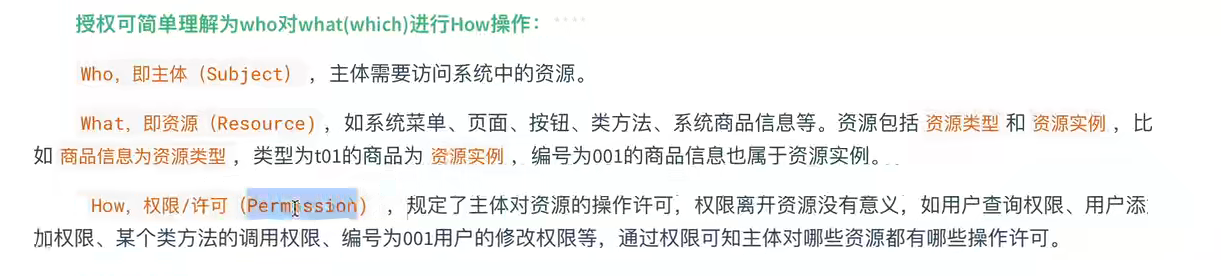 授权可简单理解为who对what(which)进行How操作：
Who，即主体（Subject），主体需要访问系统中的资源。
What，即资源（Resource)，如系统菜单、页面、按钮、类方法、系统商品信息等。资源包括 资源类型 和 资源实例 ，比
如 商品信息为资源类型 ，类型为t01的商品为 资源实例 ，编号为001的商品信息也属于资源实例。
How，权限/许可（Permission），规定了主体对资源的操作许可，权限离开资源没有意义，如用户查询权限、用户添
加权限、某个类方法的调用权限、编号为001用户的修改权限等，通过权限可知主体对哪些资源都有哪些操作许可。